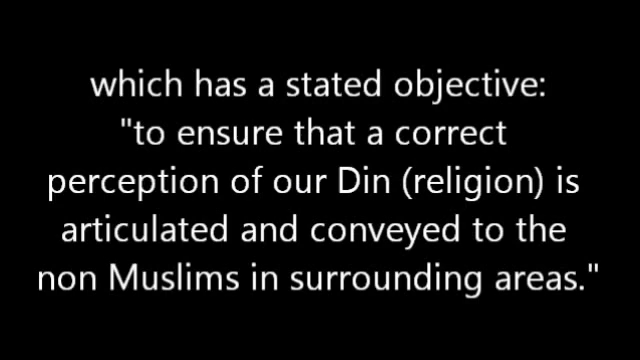 which has a stated objective:
"to ensure that a correct
perception of our Din (religion) is
articulated and conveyed to the
non Muslims in surrounding areas."